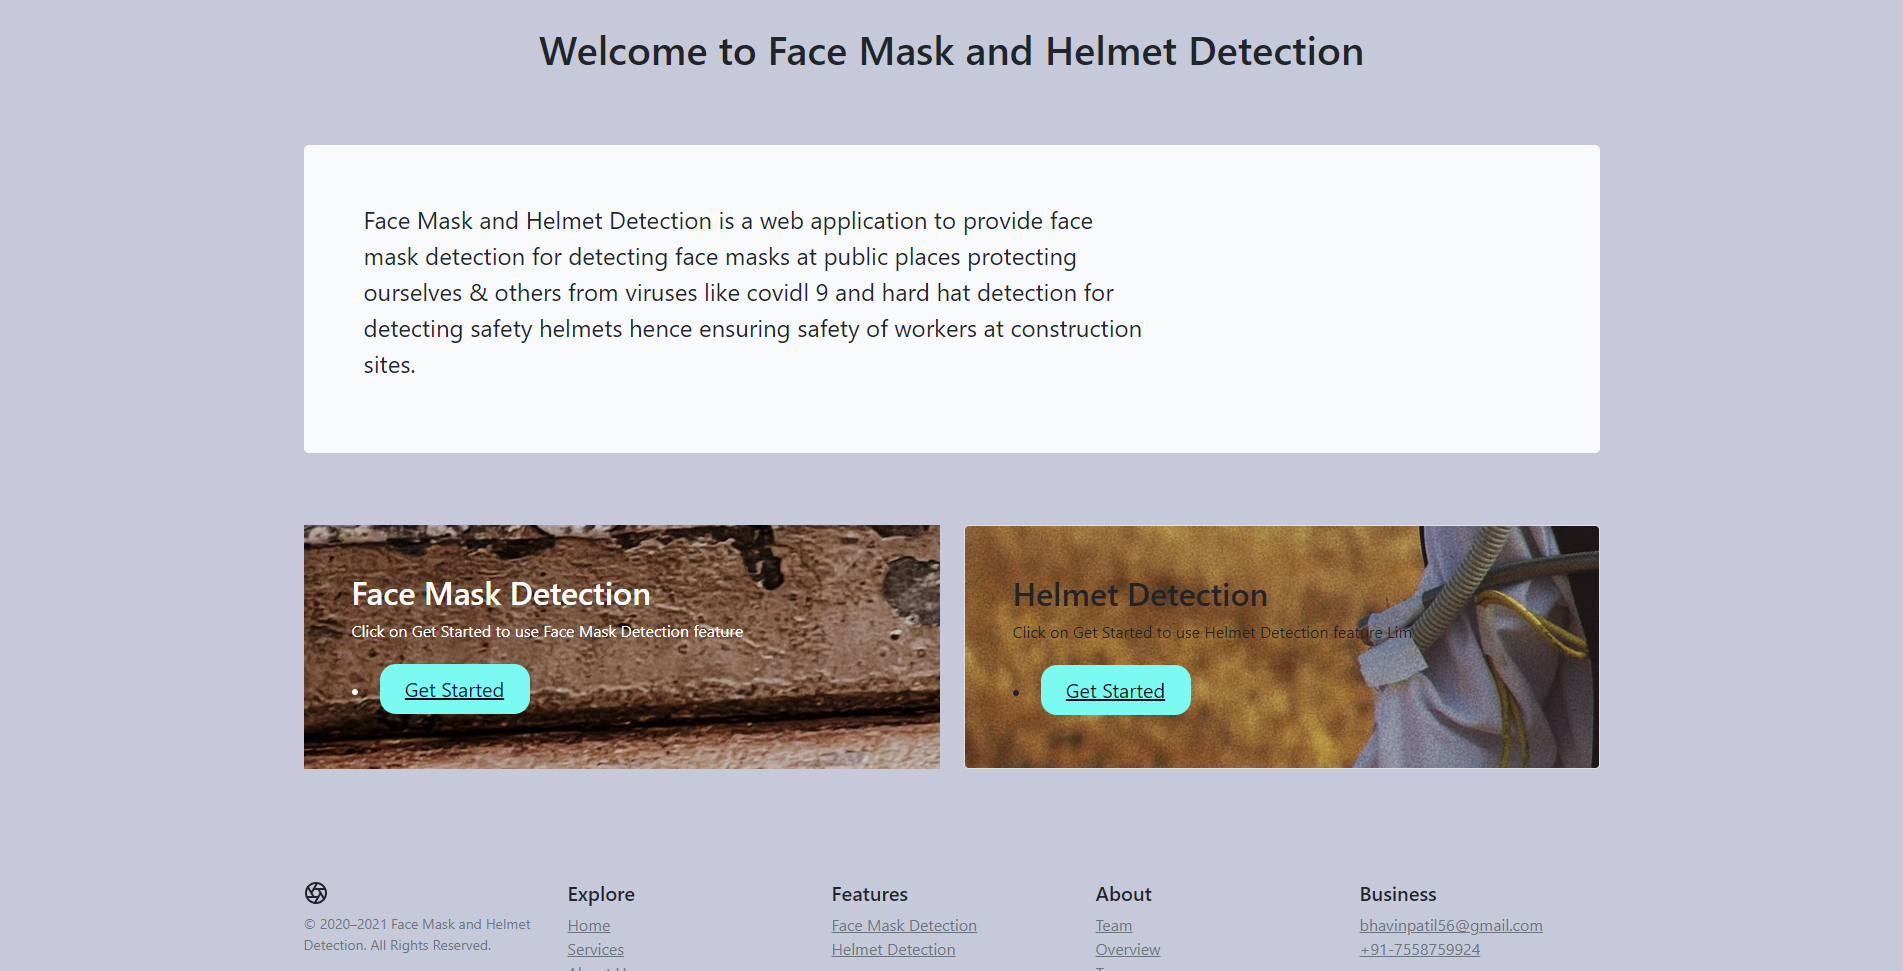 Welcome to Face Mask and Helmet Detection
Face Mask and Helmet Detection is a web application to provide face
mask detection for detecting face masks at public places protecting
ourselves & others from viruses like covidl 9 and hard hat detection for
detecting safety helmets hence ensuring safety of workers at construction
sites.
Face Mask Detection
Click on Get Started to use Face Mask Detection feature
Get Started
Helmet Detection
Click on Get Started to use Helmet Detection feature Lim
Get Started
© 2020–2021 Face Mask and Helmet
Detection. All Rights Reserved.
Explore
Home
Services
Features
Face Mask Detection
Helmet Detection
About
Team
Overview
Business
bhavinpatil56@gmail.com
+91-7558759924